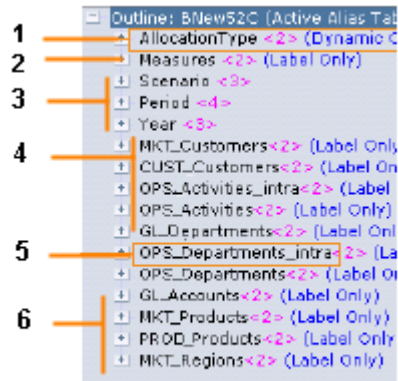 Outline: BNew52C (Active Alias Tab
1 AllocationType <2> (Dynamic C
2 Measures <2> (Label Only)
3 Scenario <3>
Period <4>
Year <3>
4 MKT_Customers<2> (Label Only
CUST_Customers<2> (Label On
OPS_Activities_intra<2> (Label
OPS_Activities<2> (Label Only)
GL_Departments<2> (Label Onl
5 OPS_Departments_intra<2> (La
OPS_Departments<2> (Label O
6 GL_Accounts<2> (Label Only)
MKT_Products<2> (Label Only)
PROD_Products<2> (Label Only
MKT_Regions<2> (Label Only)